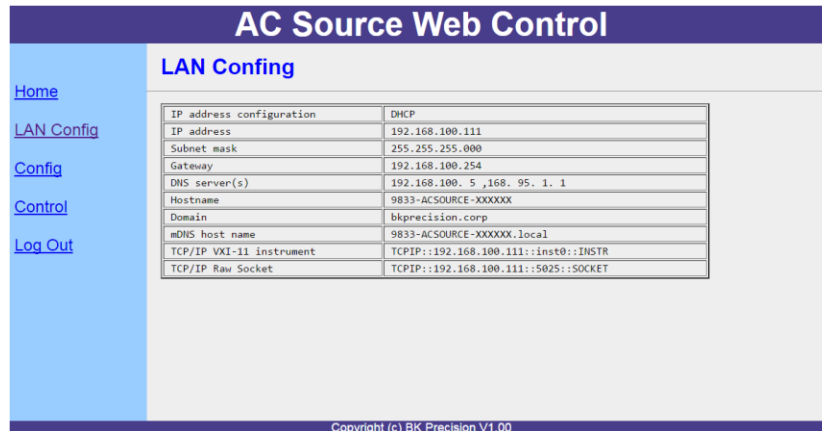 AC Source Web Control
LAN Confing
Home
LAN Config
Config
Control
Log Out
IP address configuration DHCP
IP address 192.168.100.111
Subnet mask 255.255.255.000
Gateway 192.168.100.254
DNS server(s) 192.168.100. 5 ,168. 95. 1. 1
Hostname 9833-ACSOURCE-XXXXXX
Domain bkprecision.corp
mDNS host name 9833-ACSOURCE-XXXXXX.local
TCP/IP VXI-11 instrument TCPIP::192.168.100.111::inst0::INSTR
TCP/IP Raw Socket TCPIP::192.168.100.111::5025::SOCKET
Copyright (c) BK Precision V1.00